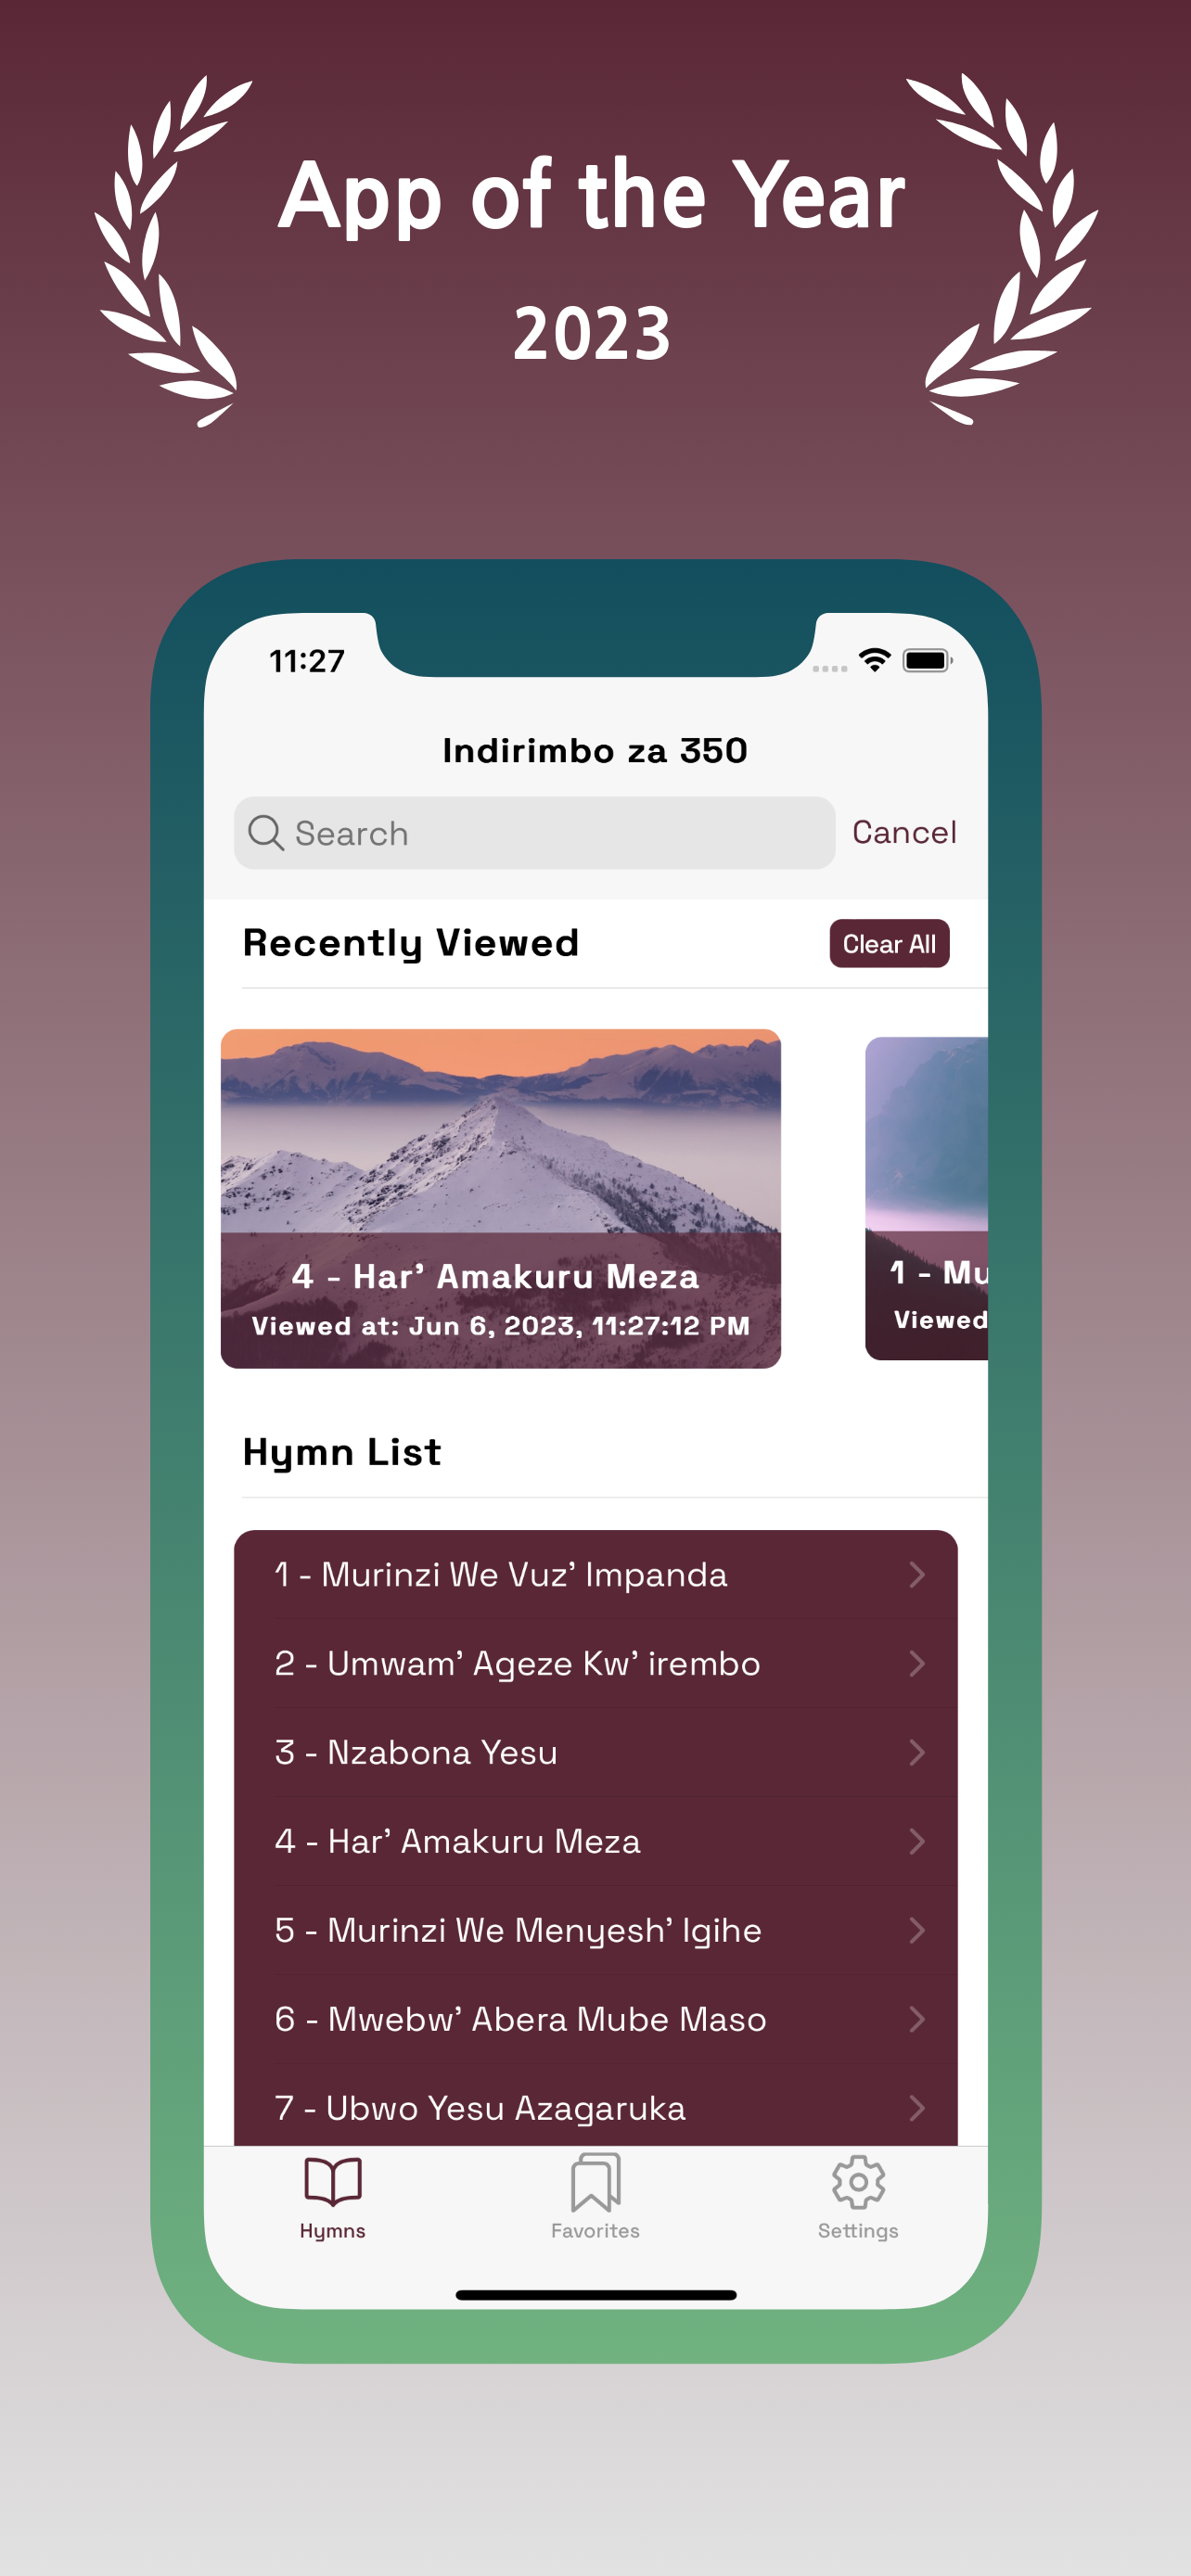 App of the Year
2023
11:27
Indirimbo za 350
Search
Cancel
Recently Viewed
Clear All
4 - Har’ Amakuru Meza
Viewed at: Jun 6, 2023, 11:27:12 PM
1 - Mu
Viewed
Hymn List
1 - Murinzi We Vuz’ Impanda
2 - Umwam’ Ageze Kw’ irembo
3 - Nzabona Yesu
4 - Har’ Amakuru Meza
5 - Murinzi We Menyesh’ Igihe
6 - Mwebw’ Abera Mube Maso
7 - Ubwo Yesu Azagaruka
Hymns
Favorites
Settings